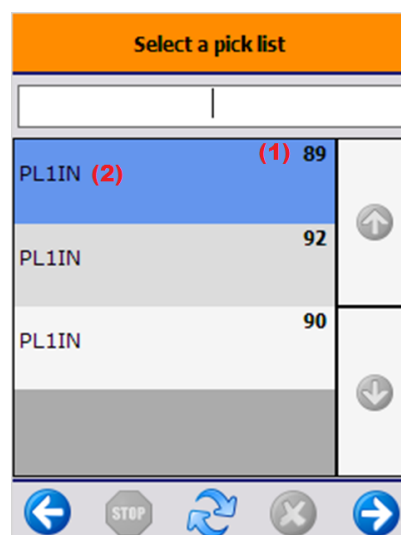 Select a pick list
(1) 89
PL1IN (2)
92
PL1IN
90
PL1IN
STOP